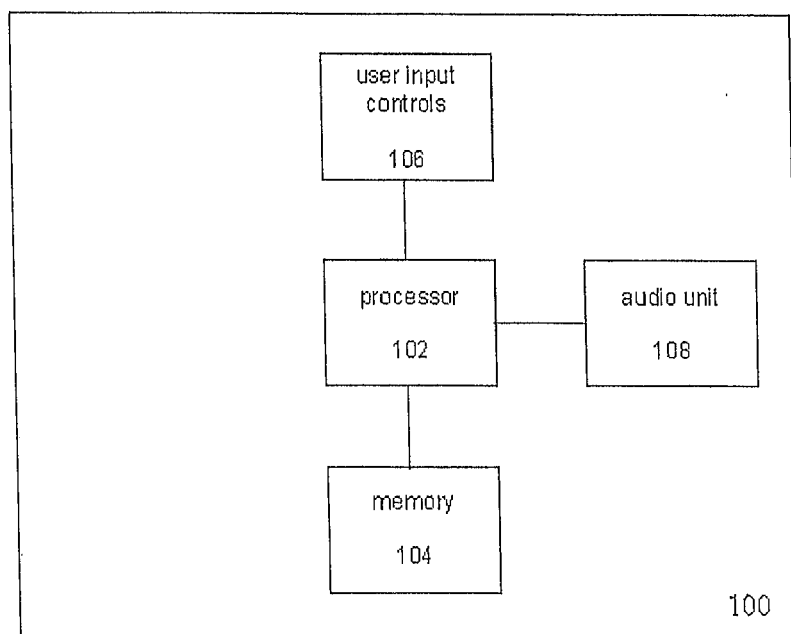 user input
controls
106
processor
102
audio unit
108
memory
104
100